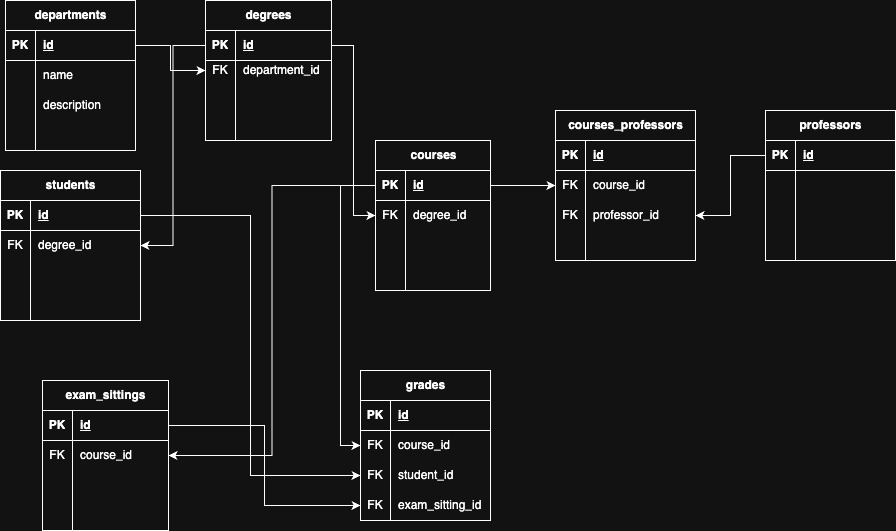 departments
PK id
name
description
degrees
PK id
FK department_id
students
PK id
FK degree_id
courses
PK id
FK degree_id
courses_professors
PK id
FK course_id
FK professor_id
professors
PK id
exam_sittings
PK id
FK course_id
grades
PK id
FK course_id
FK student_id
FK exam_sitting_id